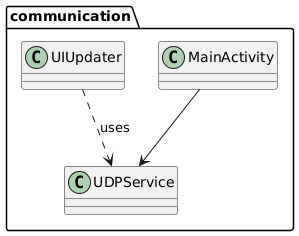 communication
C UIUpdater
C MainActivity
uses
C UDPService